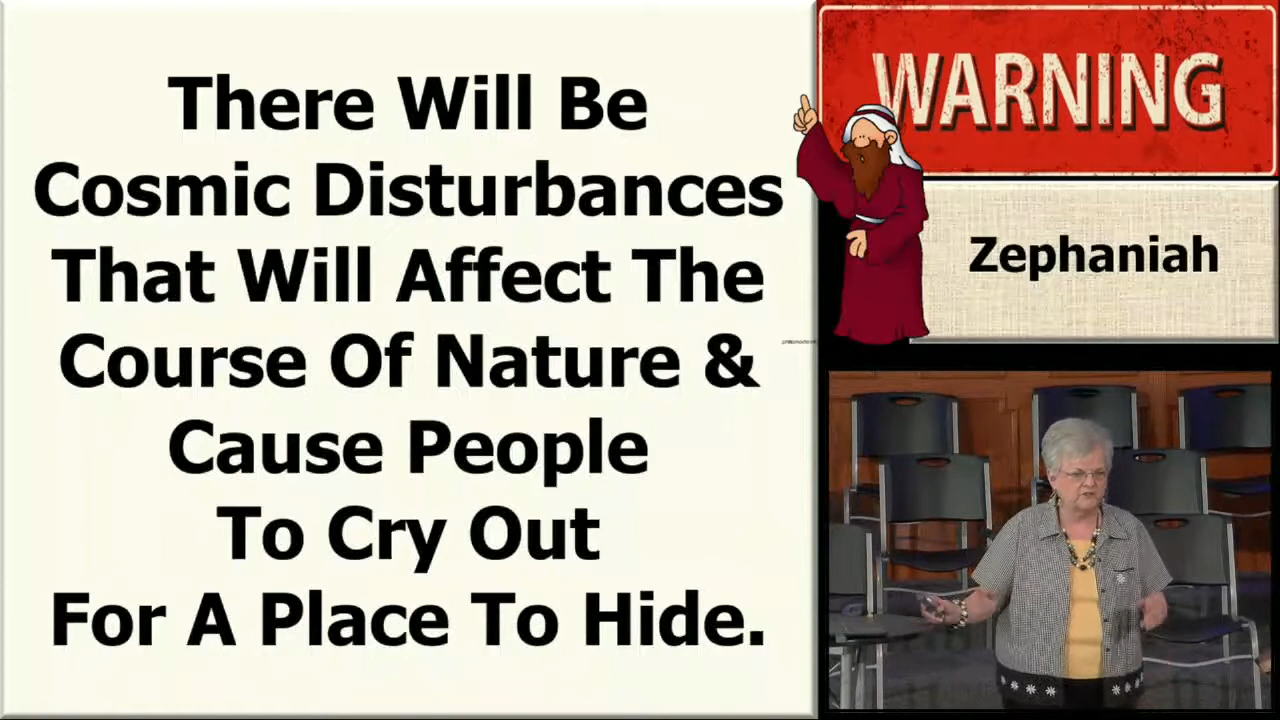 There Will Be
Cosmic Disturbances
That Will Affect The
Course Of Nature &
Cause People
To Cry Out
For A Place To Hide.
WARNING
Zephaniah